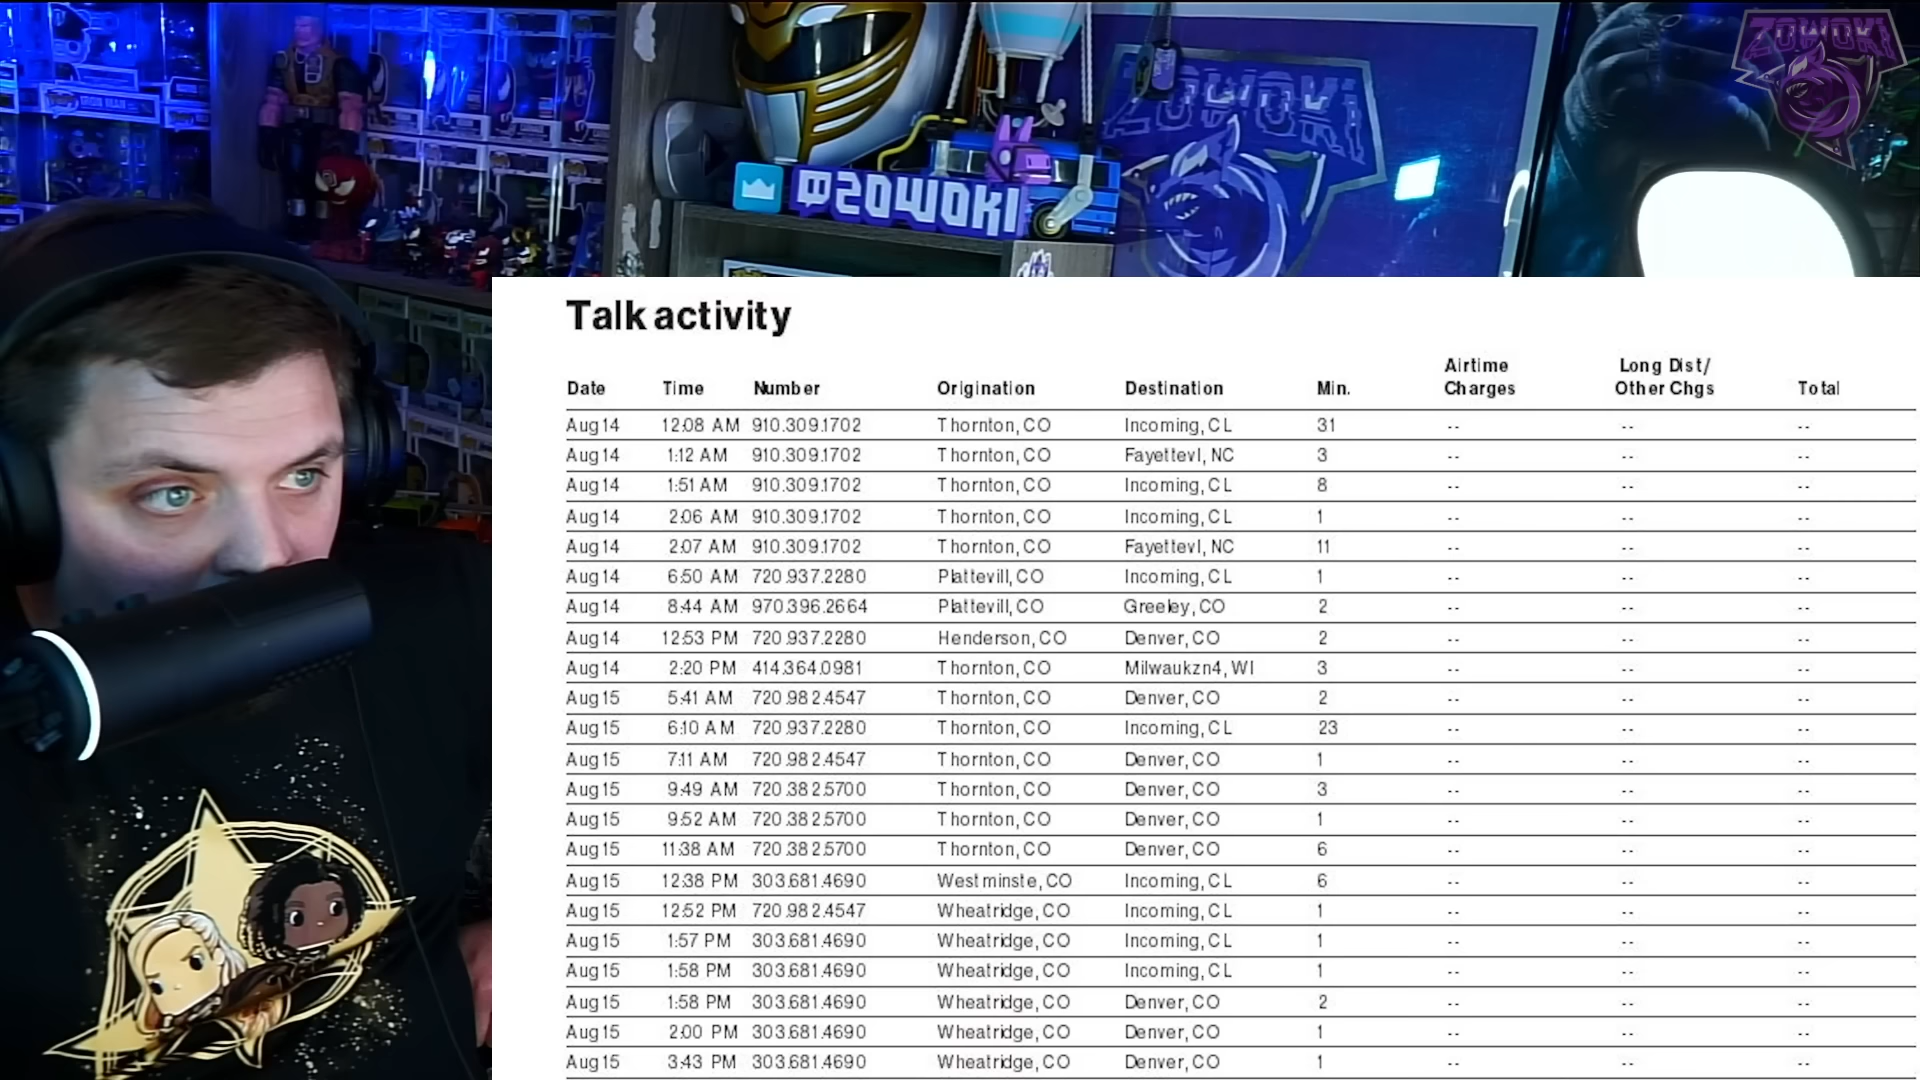 ZOWOKI
ZOWOKI
@ZOWOKI
IRON MAN
Talk activity
Date Time Number Origination Destination Min. Airtime Charges Long Dist/ Other Chgs Total
Aug 14 12:08 AM 910.309.1702 Thornton, CO Incoming, CL 31 -- -- --
Aug 14 1:12 AM 910.309.1702 Thornton, CO Fayettevl, NC 3 -- -- --
Aug 14 1:51 AM 910.309.1702 Thornton, CO Incoming, CL 8 -- -- --
Aug 14 2:06 AM 910.309.1702 Thornton, CO Incoming, CL 1 -- -- --
Aug 14 2:07 AM 910.309.1702 Thornton, CO Fayettevl, NC 11 -- -- --
Aug 14 6:50 AM 720.937.2280 Plattevill, CO Incoming, CL 1 -- -- --
Aug 14 8:44 AM 970.396.2664 Plattevill, CO Greeley, CO 2 -- -- --
Aug 14 12:53 PM 720.937.2280 Henderson, CO Denver, CO 2 -- -- --
Aug 14 2:20 PM 414.364.0981 Thornton, CO Milwaukzn4, WI 3 -- -- --
Aug 15 5:41 AM 720.982.4547 Thornton, CO Denver, CO 2 -- -- --
Aug 15 6:10 AM 720.937.2280 Thornton, CO Incoming, CL 23 -- -- --
Aug 15 7:11 AM 720.982.4547 Thornton, CO Denver, CO 1 -- -- --
Aug 15 9:49 AM 720.382.5700 Thornton, CO Denver, CO 3 -- -- --
Aug 15 9:52 AM 720.382.5700 Thornton, CO Denver, CO 1 -- -- --
Aug 15 11:38 AM 720.382.5700 Thornton, CO Denver, CO 6 -- -- --
Aug 15 12:38 PM 303.681.4690 Westminste, CO Incoming, CL 6 -- -- --
Aug 15 12:52 PM 720.982.4547 Wheatridge, CO Incoming, CL 1 -- -- --
Aug 15 1:57 PM 303.681.4690 Wheatridge, CO Incoming, CL 1 -- -- --
Aug 15 1:58 PM 303.681.4690 Wheatridge, CO Incoming, CL 1 -- -- --
Aug 15 1:58 PM 303.681.4690 Wheatridge, CO Denver, CO 2 -- -- --
Aug 15 2:00 PM 303.681.4690 Wheatridge, CO Denver, CO 1 -- -- --
Aug 15 3:43 PM 303.681.4690 Wheatridge, CO Denver, CO 1 -- -- --